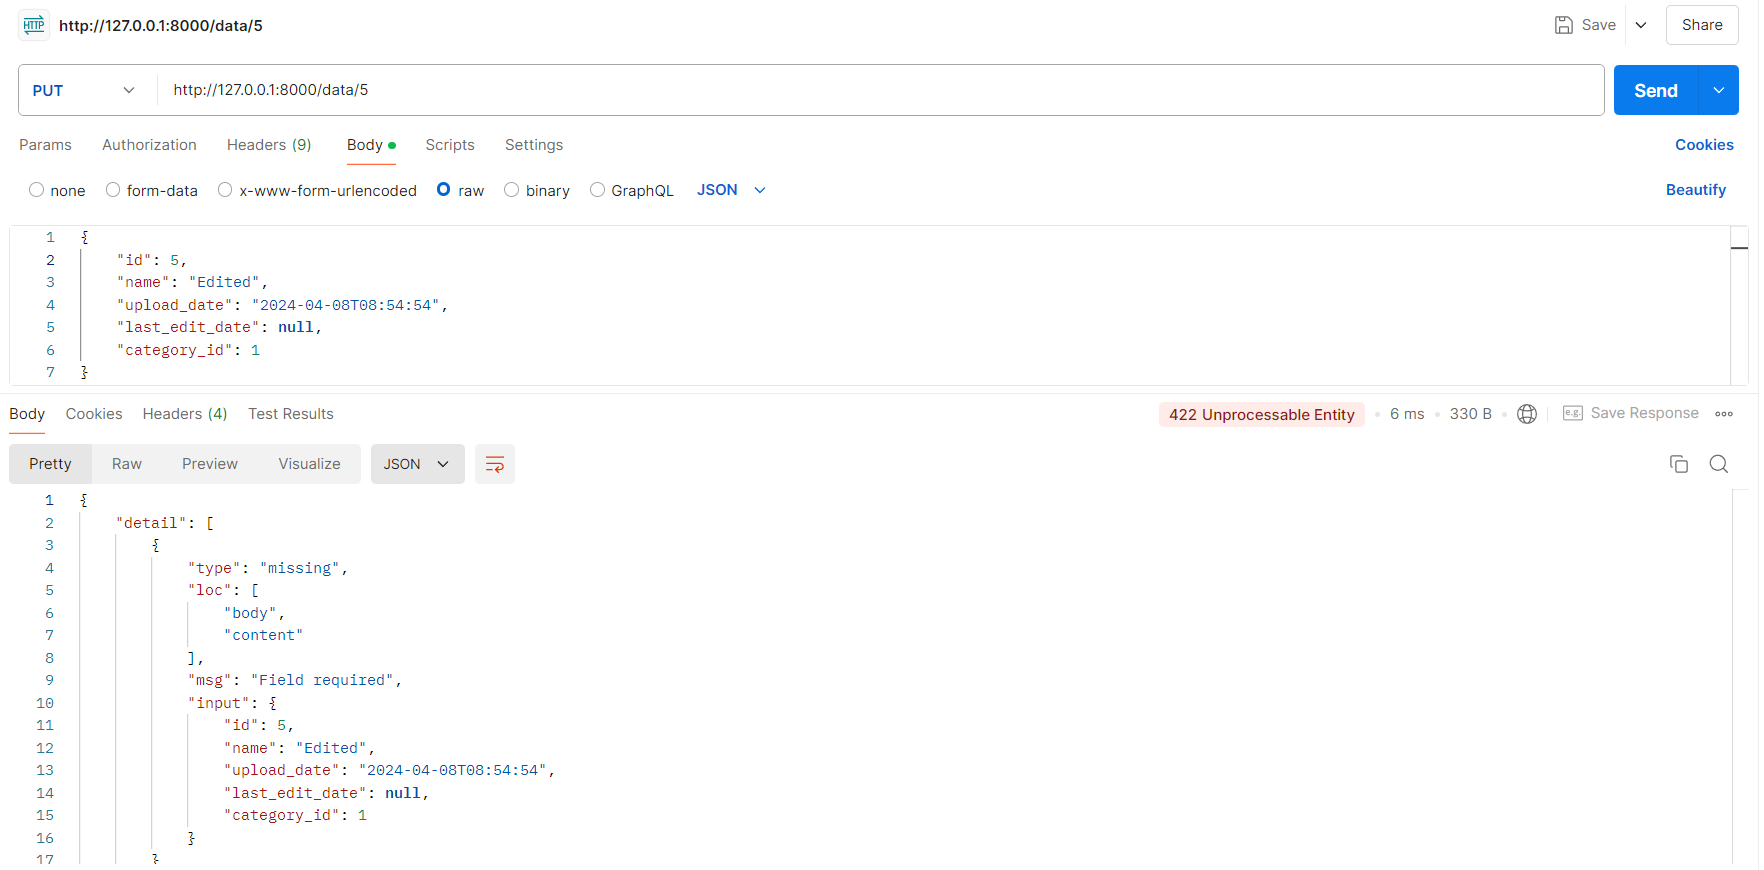 HTTP http://127.0.0.1:8000/data/5 Save Share
PUT http://127.0.0.1:8000/data/5 Send
Params Authorization Headers (9) Body Scripts Settings Cookies
none form-data x-www-form-urlencoded raw binary GraphQL JSON Beautify
1 {
2 "id": 5,
3 "name": "Edited",
4 "upload_date": "2024-04-08T08:54:54",
5 "last_edit_date": null,
6 "category_id": 1
7 }
Body Cookies Headers (4) Test Results 422 Unprocessable Entity 6 ms 330 B e.g. Save Response
Pretty Raw Preview Visualize JSON
1 {
2 "detail": [
3 {
4 "type": "missing",
5 "loc": [
6 "body",
7 "content"
8 ],
9 "msg": "Field required",
10 "input": {
11 "id": 5,
12 "name": "Edited",
13 "upload_date": "2024-04-08T08:54:54",
14 "last_edit_date": null,
15 "category_id": 1
16 }
17 }